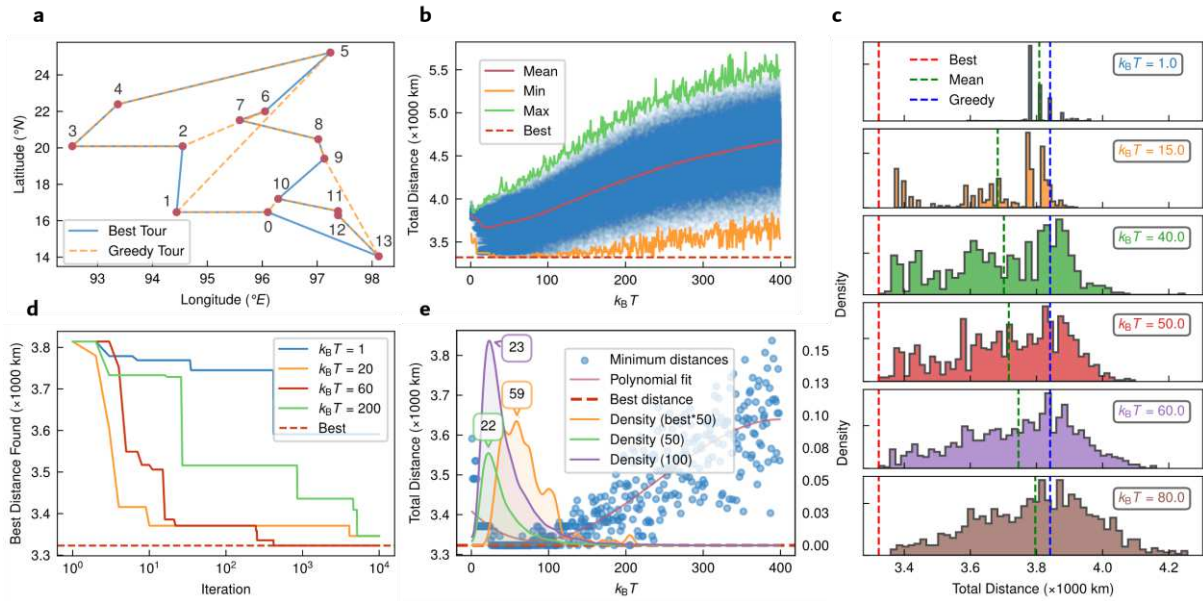 a
24
22
20
18
16
14
Latitude (°N)
93
94
95
96
97
98
Longitude (°E)
0
1
2
3
4
5
6
7
8
9
10
11
12
13
Best Tour
Greedy Tour
b
5.5
5.0
4.5
4.0
3.5
Total Distance (×1000 km)
Mean
Min
Max
Best
0
100
200
300
400
kBT
c
Best
Mean
Greedy
kBT = 1.0
kBT = 15.0
kBT = 40.0
kBT = 50.0
kBT = 60.0
kBT = 80.0
Density
3.4
3.6
3.8
4.0
4.2
Total Distance (×1000 km)
d
3.8
3.7
3.6
3.5
3.4
3.3
Best Distance Found (×1000 km)
kBT = 1
kBT = 20
kBT = 60
kBT = 200
Best
10⁰
10¹
10²
10³
10⁴
Iteration
e
3.8
3.7
3.6
3.5
3.4
3.3
Total Distance (×1000 km)
23
59
22
Minimum distances
Polynomial fit
Best distance
Density (best*50)
Density (50)
Density (100)
0.15
0.13
0.10
0.08
0.05
0.03
0.00
Density
0
100
200
300
400
kBT